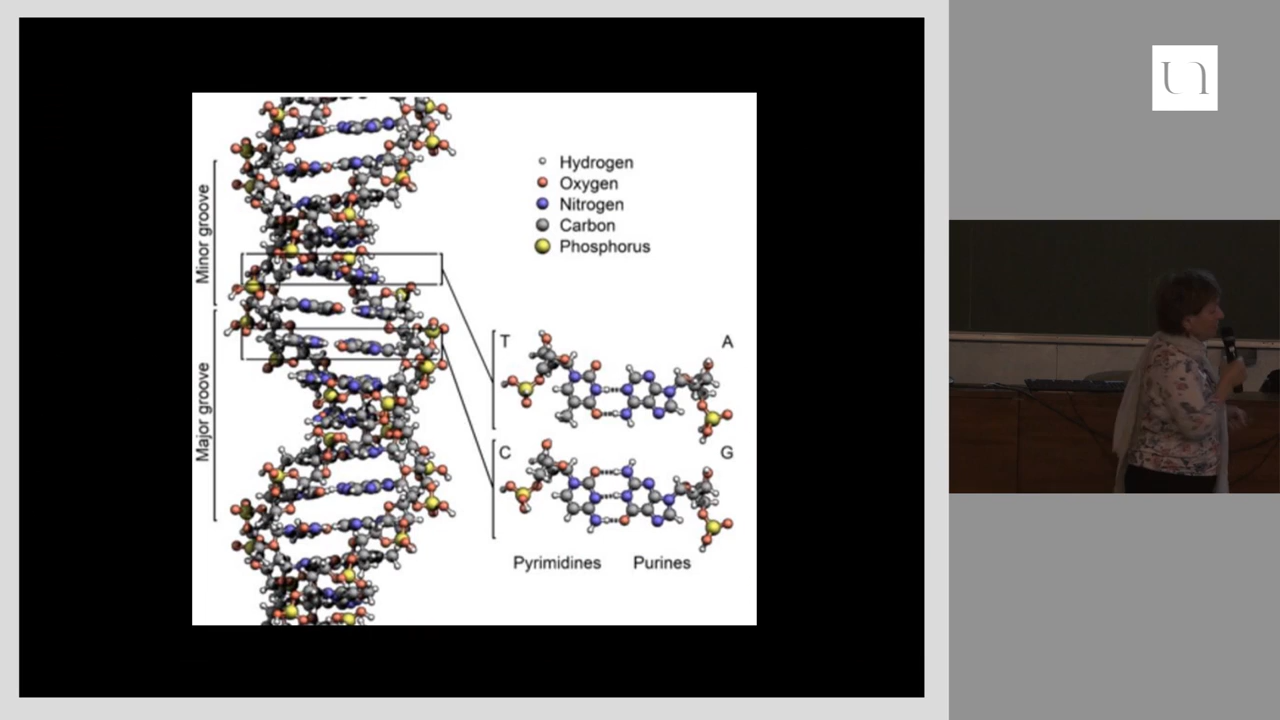 Minor groove
Major groove
Hydrogen
Oxygen
Nitrogen
Carbon
Phosphorus
T
A
C
G
Pyrimidines
Purines